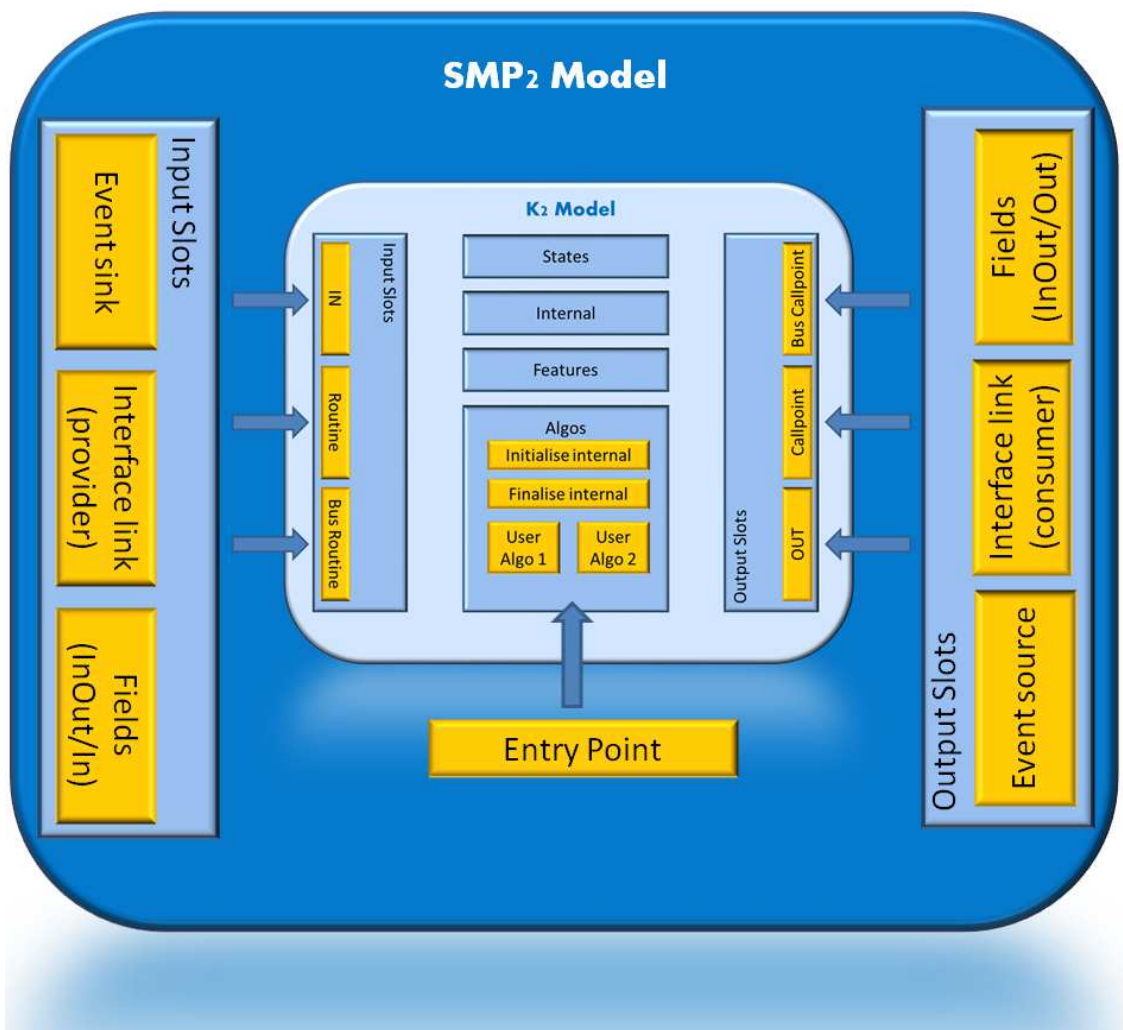 SMP2 Model
Input Slots
Event sink
Interface link
(provider)
Fields
(InOut/In)
K2 Model
Input Slots
IN
Routine
Bus Routine
States
Internal
Features
Algos
Initialise internal
Finalise internal
User
Algo 1
User
Algo 2
Bus Callpoint
Callpoint
OUT
Output Slots
Entry Point
Fields
(InOut/Out)
Interface link
(consumer)
Event source
Output Slots